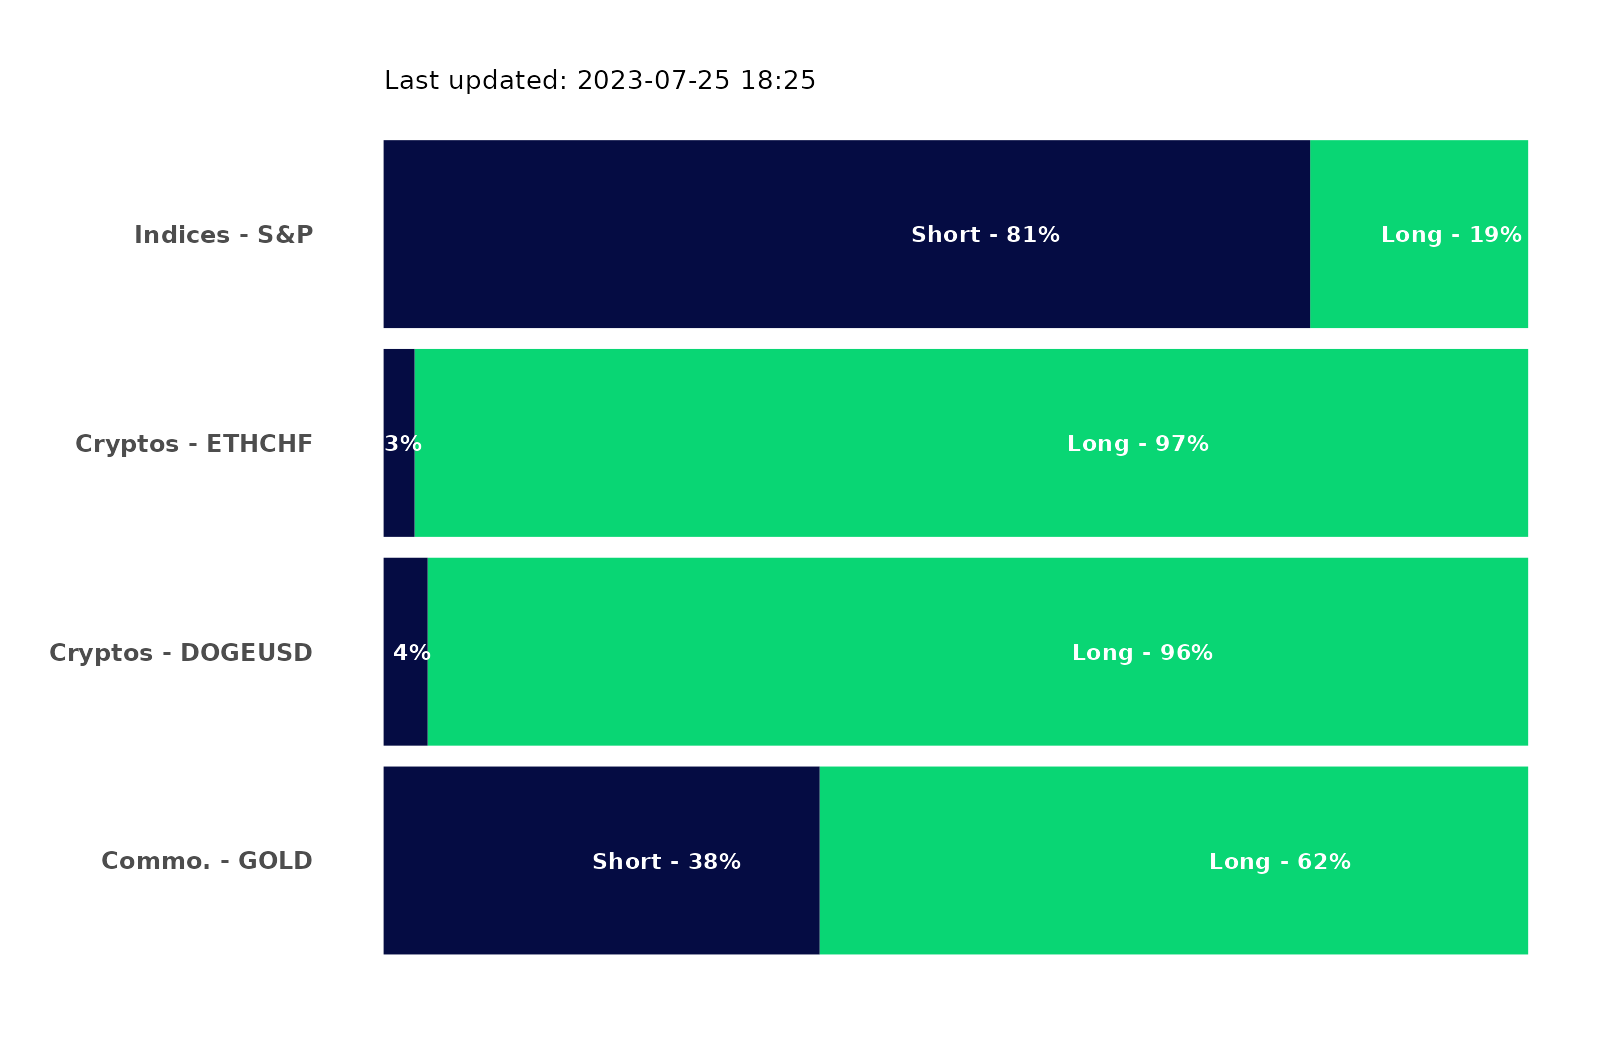 Last updated: 2023-07-25 18:25
Indices - S&P Short - 81% Long - 19%
Cryptos - ETHCHF 3% Long - 97%
Cryptos - DOGEUSD 4% Long - 96%
Commo. - GOLD Short - 38% Long - 62%